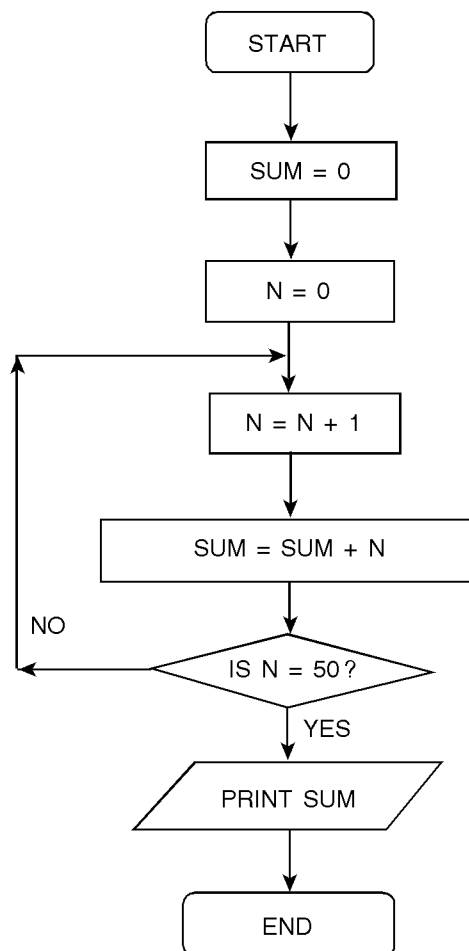 START
SUM = 0
N = 0
N = N + 1
SUM = SUM + N
NO
IS N = 50?
YES
PRINT SUM
END